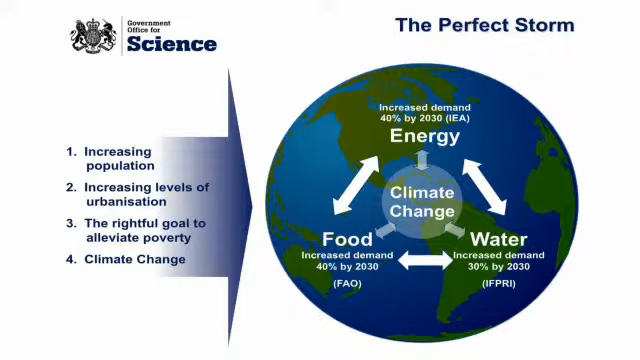 Government
Office for
Science
The Perfect Storm
1. Increasing
population
2. Increasing levels of
urbanisation
3. The rightful goal to
alleviate poverty
4. Climate Change
Increased demand
40% by 2030 (IEA)
Energy
Climate
Change
Food
Increased demand
40% by 2030
(FAO)
Water
Increased demand
30% by 2030
(IFPRI)